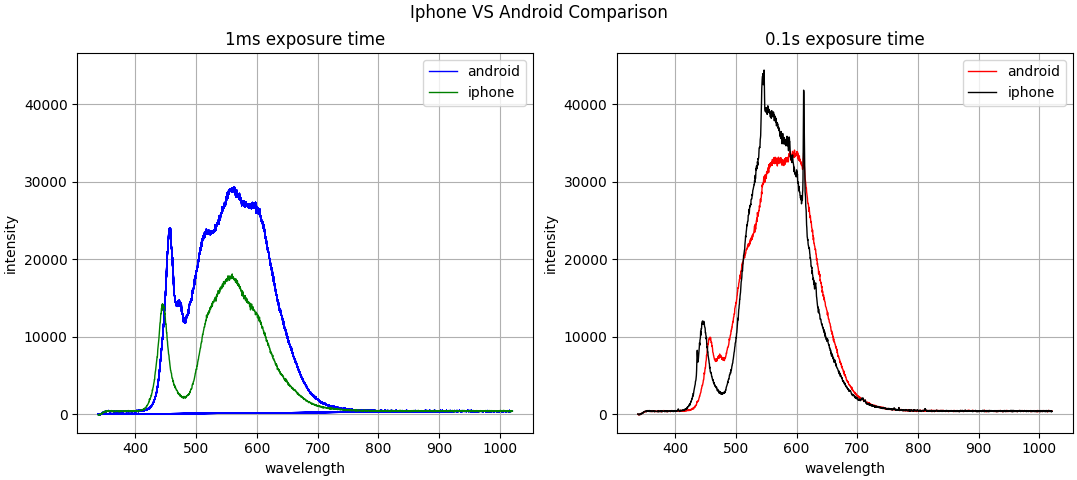 Iphone VS Android Comparison
1ms exposure time
android
iphone
40000
30000
20000
10000
0
intensity
400 500 600 700 800 900 1000
wavelength
0.1s exposure time
android
iphone
40000
30000
20000
10000
0
intensity
400 500 600 700 800 900 1000
wavelength